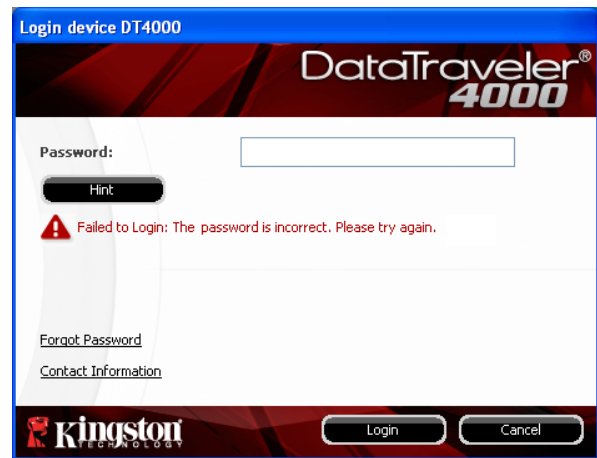 Login device DT4000
DataTraveler®
4000
Password:
Hint
Failed to Login: The password is incorrect. Please try again.
Forgot Password
Contact Information
Kingston
TECHNOLOGY
Login
Cancel